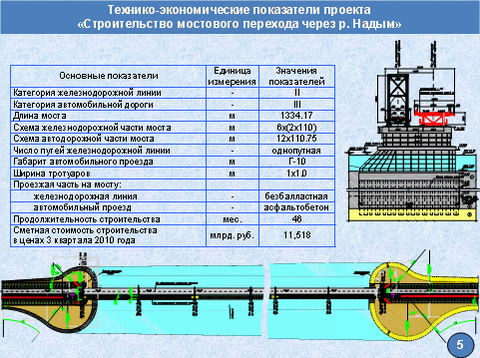 Технико-экономические показатели проекта
«Строительство мостового перехода через р. Надым»
Основные показатели Единица измерения Значения показателей
Категория железнодорожной линии - II
Категория автомобильной дороги - III
Длина моста м 1334.17
Схема железнодорожной части моста м 6х(2х110)
Схема автодорожной части моста м 12х110.75
Число путей железнодорожной линии - однопутная
Габарит автомобильного проезда м Г-10
Ширина тротуаров м 1х1.0
Проезжая часть на мосту:
железнодорожная линия - безбалластная
автомобильный проезд - асфальтобетон
Продолжительность строительства мес. 46
Сметная стоимость строительства
в ценах 3 квартала 2010 года млрд. руб. 11,518
5